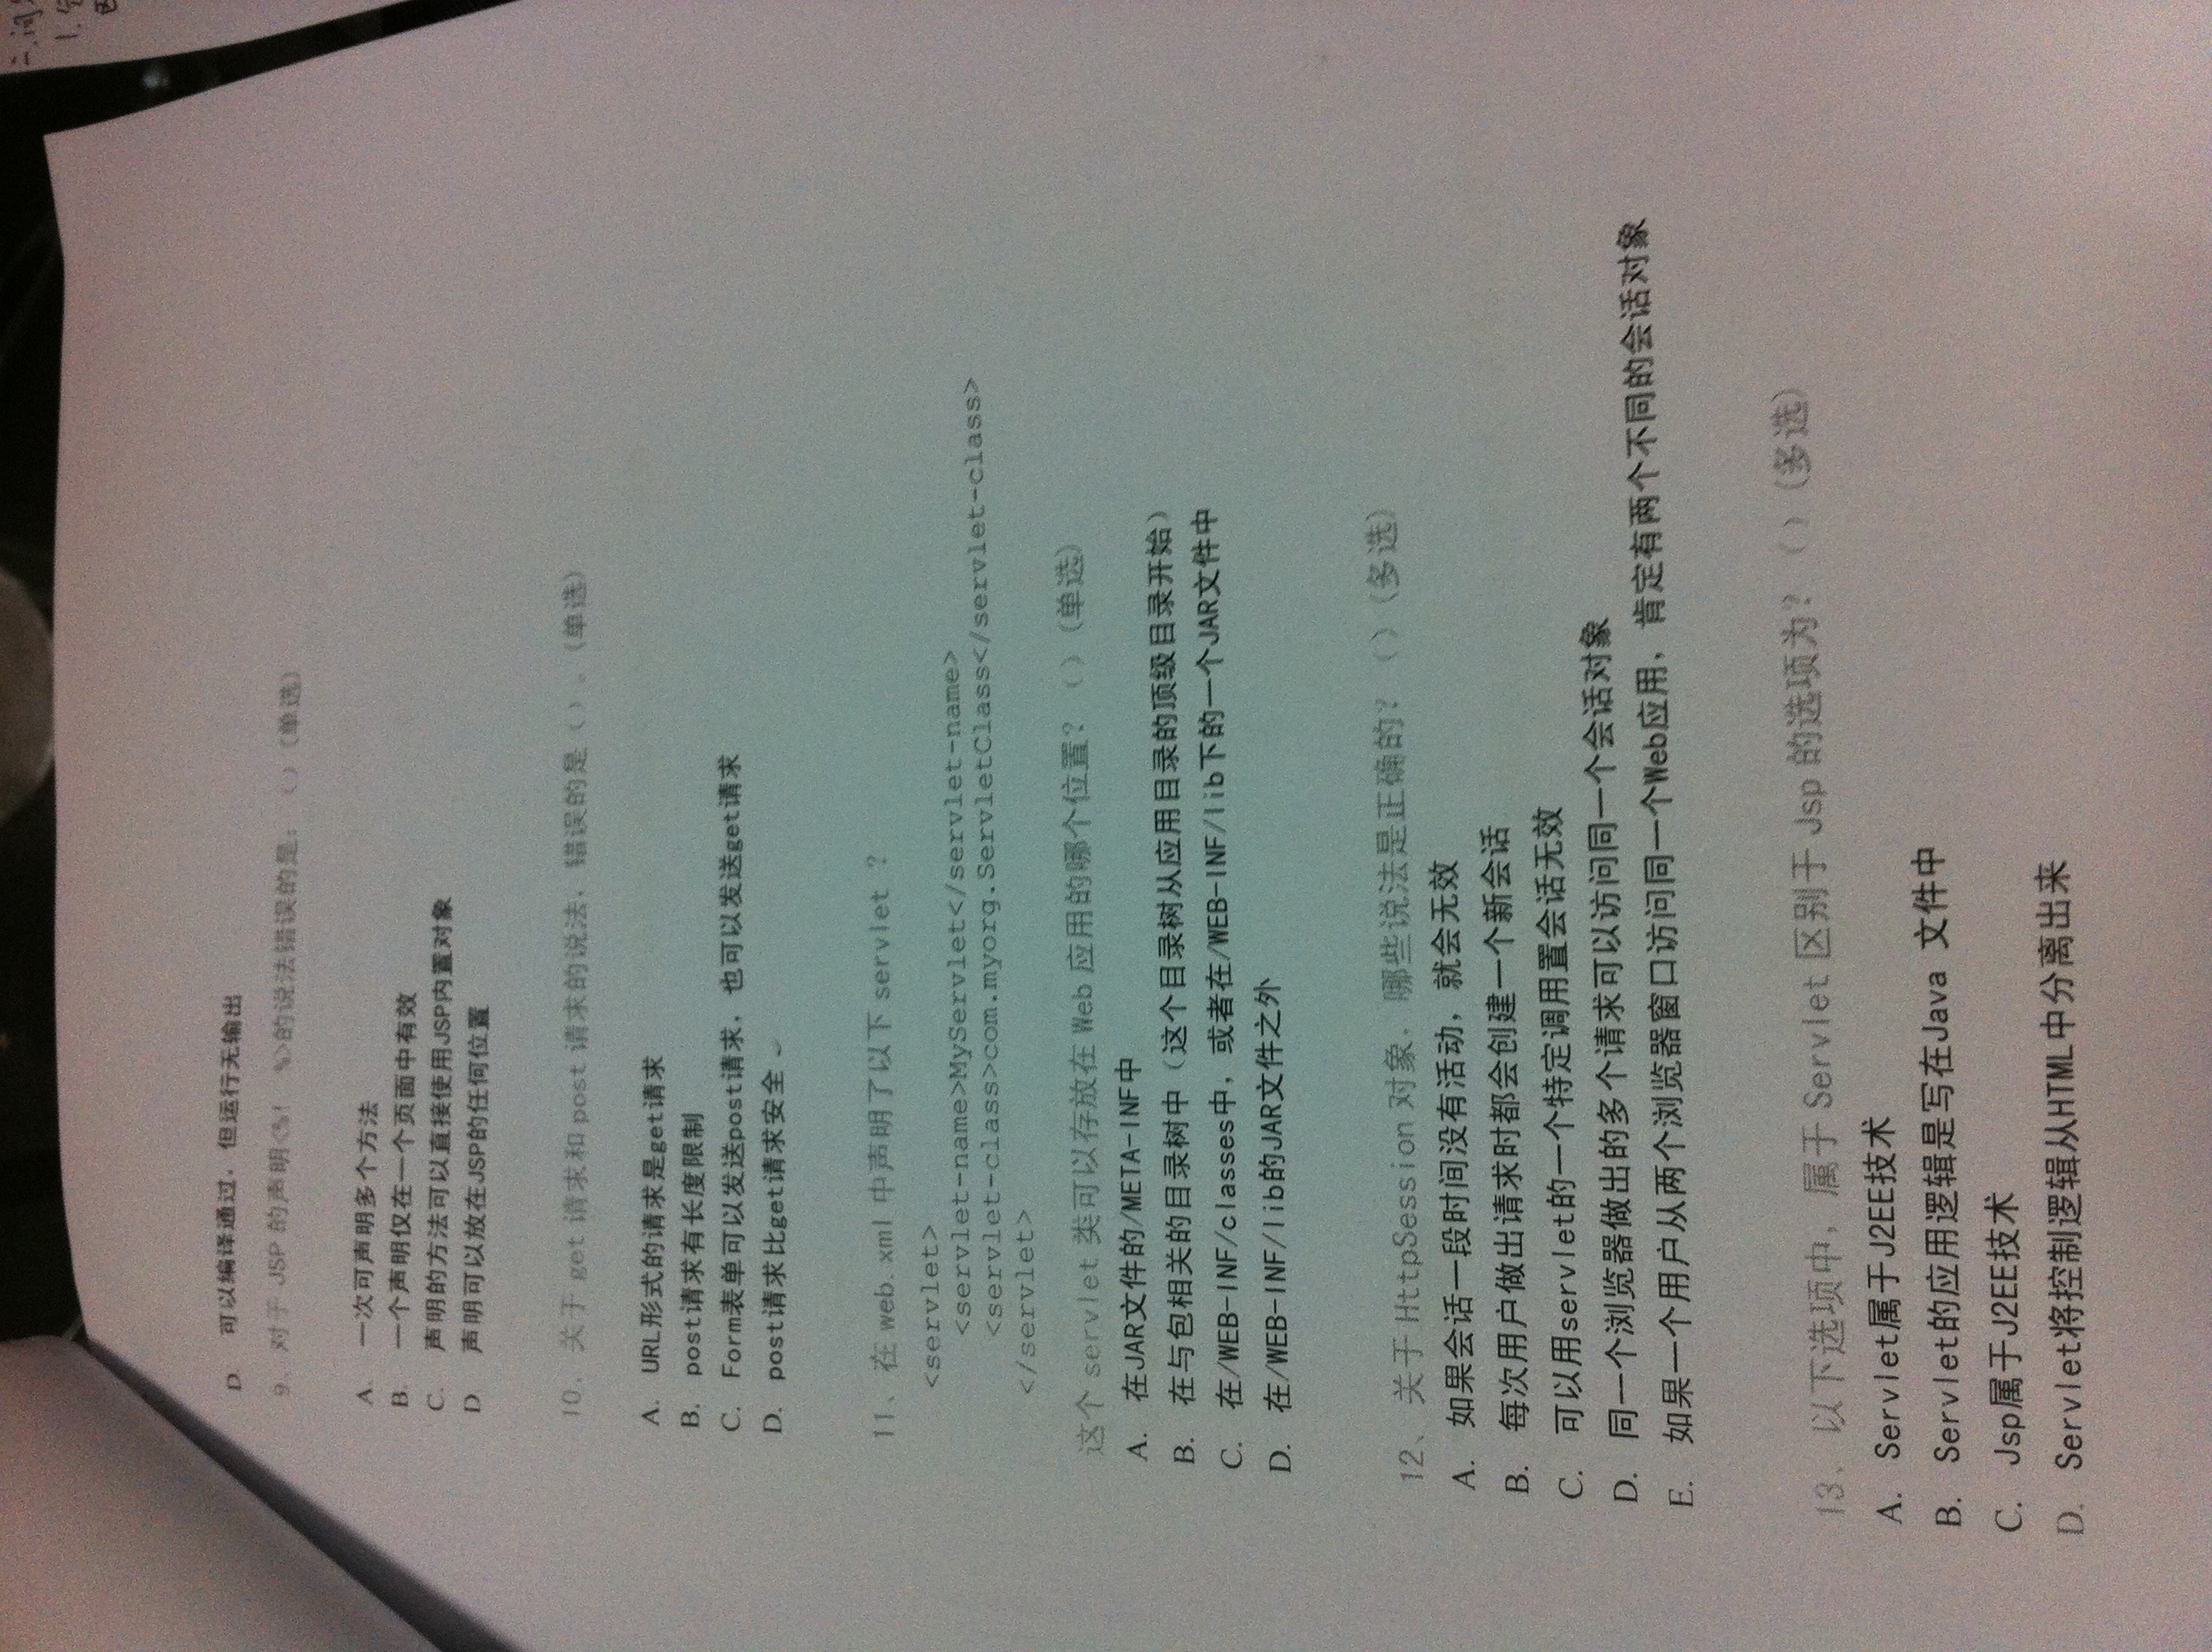 D. 可以编译通过，但运行无输出
9、对于 JSP 的声明<%! %>的说法错误的是：（）（单选）
A. 一次可声明多个方法
B. 一个声明仅在一个页面中有效
C. 声明的方法可以直接使用JSP内置对象
D 声明可以放在JSP的任何位置
10、关于 get 请求和 post 请求的说法，错误的是（）。（单选）
A. URL形式的请求是get请求
B. post请求有长度限制
C. Form表单可以发送post请求，也可以发送get请求
D. post请求比get请求安全
11、在 web.xml 中声明了以下 servlet ？
<servlet>
<servlet-name>MyServlet</servlet-name>
<servlet-class>com.myorg.ServletClass</servlet-class>
</servlet>
这个 servlet 类可以存放在 Web 应用的哪个位置？（）（单选）
A. 在JAR文件的/META-INF中
B. 在与包相关的目录树中（这个目录树从应用目录的顶级目录开始）
C. 在/WEB-INF/classes中，或者在/WEB-INF/lib下的一个JAR文件中
D. 在/WEB-INF/lib的JAR文件之外
12、关于 HttpSession 对象，哪些说法是正确的？（）（多选）
A. 如果会话一段时间没有活动，就会无效
B. 每次用户做出请求时都会创建一个新会话
C. 可以用servlet的一个特定调用置会话无效
D. 同一个浏览器做出的多个请求可以访问同一个会话对象
E. 如果一个用户从两个浏览器窗口访问同一个Web应用，肯定有两个不同的会话对象
13、以下选项中，属于 Servlet 区别于 Jsp 的选项为？（）（多选）
A. Servlet属于J2EE技术
B. Servlet的应用逻辑是写在Java 文件中
C. Jsp属于J2EE技术
D. Servlet将控制逻辑从HTML中分离出来